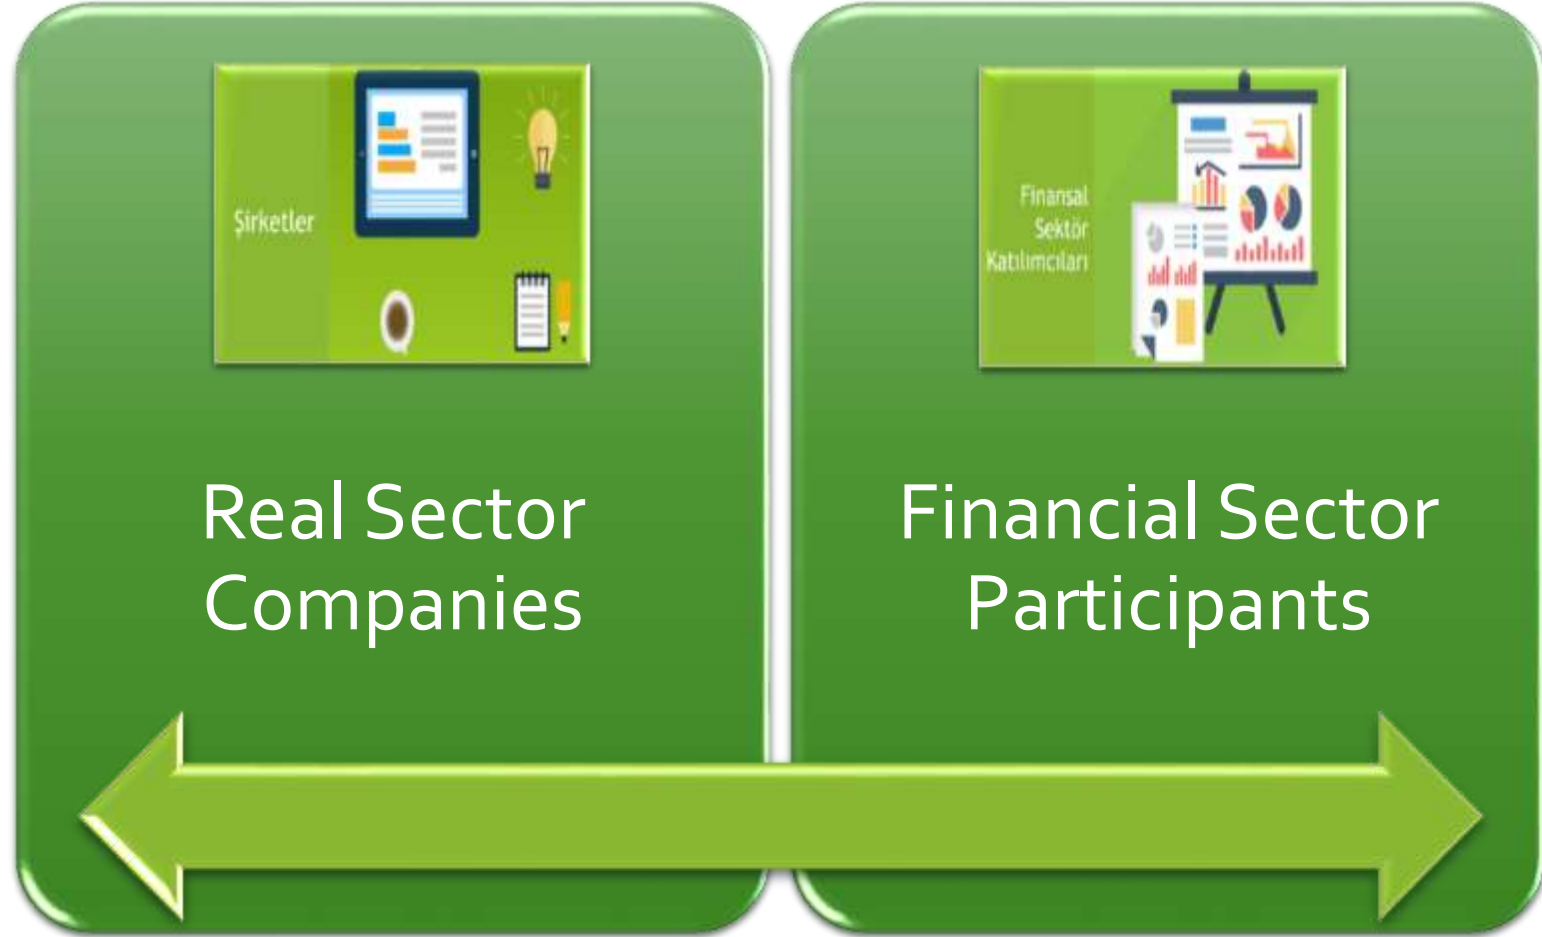 Şirketler
Real Sector
Companies
Finansal
Sektör
Katılımcıları
Financial Sector
Participants